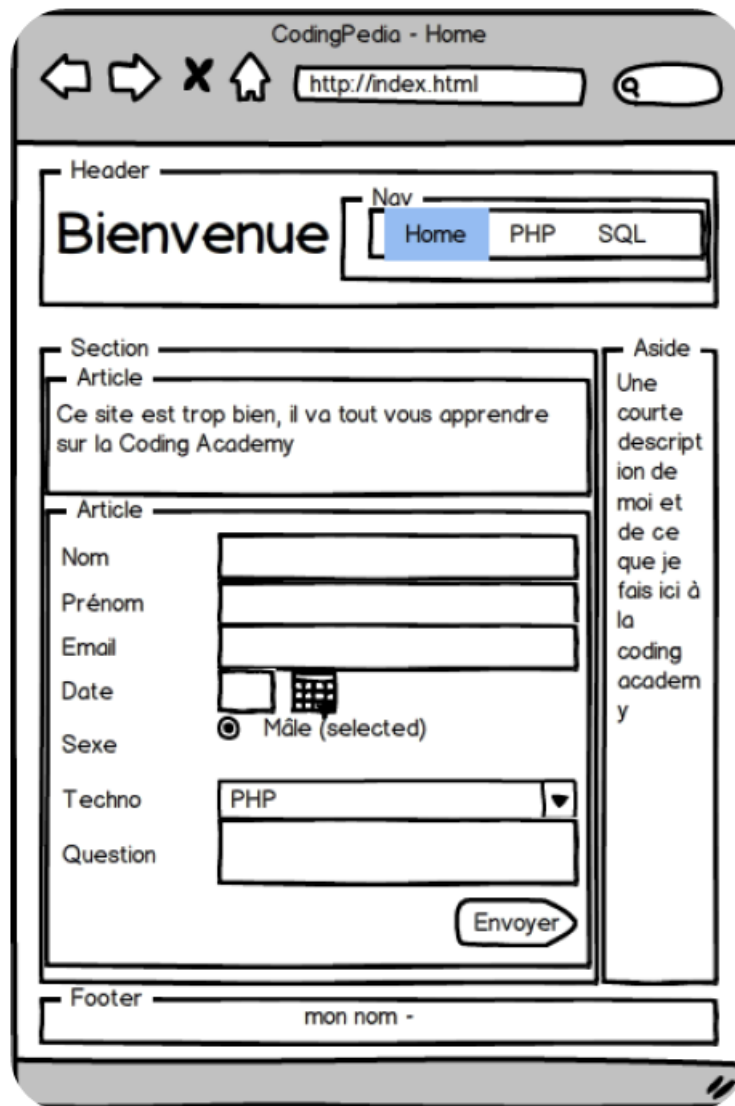 CodingPedia - Home
http://index.html
Header
Nav
Bienvenue
Home PHP SQL
Section
Article
Ce site est trop bien, il va tout vous apprendre
sur la Coding Academy
Article
Nom
Prénom
Email
Date
Mâle (selected)
Sexe
Techno PHP
Question
Envoyer
Aside
Une
courte
descript
ion de
moi et
de ce
que je
fais ici à
la
coding
academ
y
Footer
mon nom -